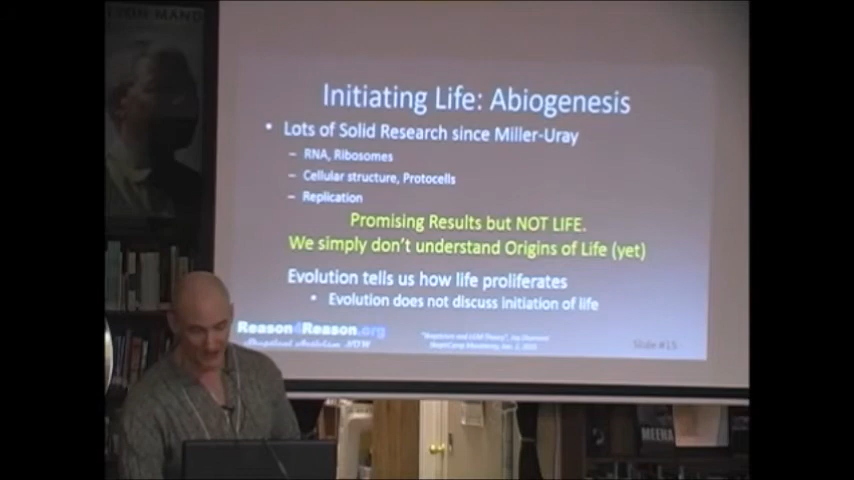 Initiating Life: Abiogenesis
• Lots of Solid Research since Miller-Uray
– RNA, Ribosomes
– Cellular structure, Protocells
– Replication
Promising Results but NOT LIFE.
We simply don't understand Origins of Life (yet)
Evolution tells us how life proliferates
• Evolution does not discuss initiation of life
Reason4Reason.org
Slide #15
MEEHA